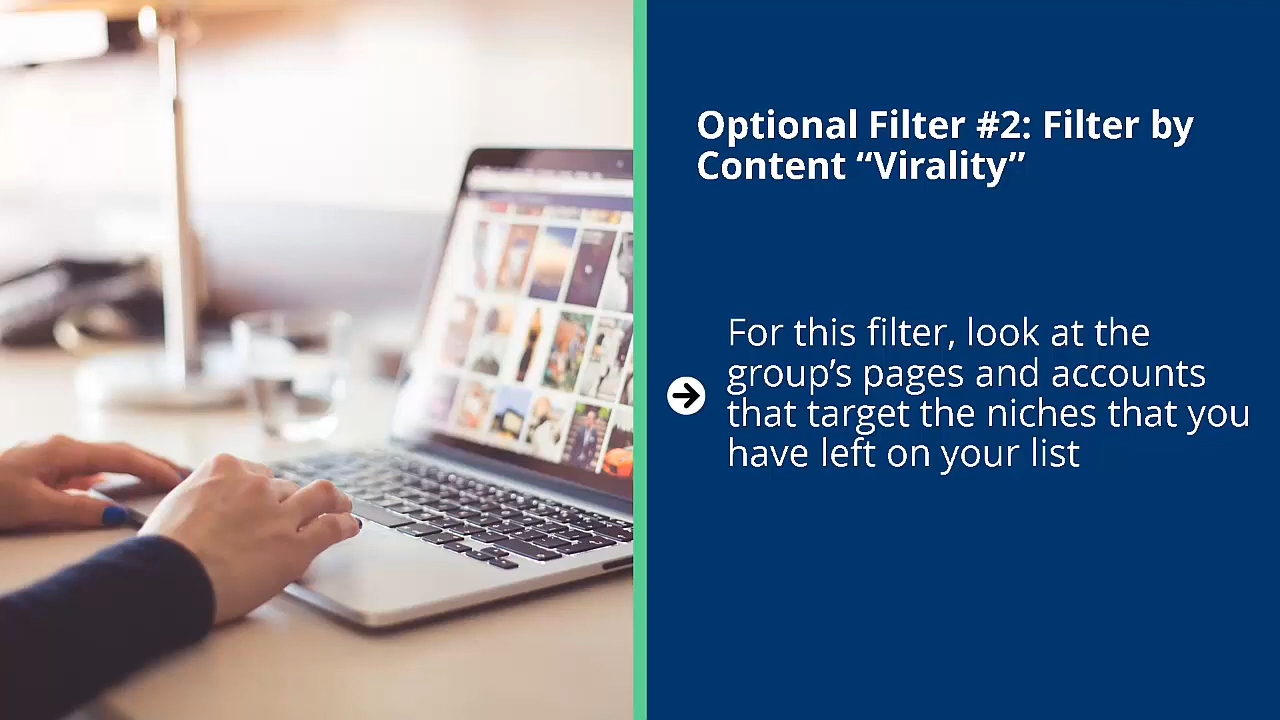 Optional Filter #2: Filter by
Content “Virality”
For this filter, look at the
group’s pages and accounts
that target the niches that you
have left on your list